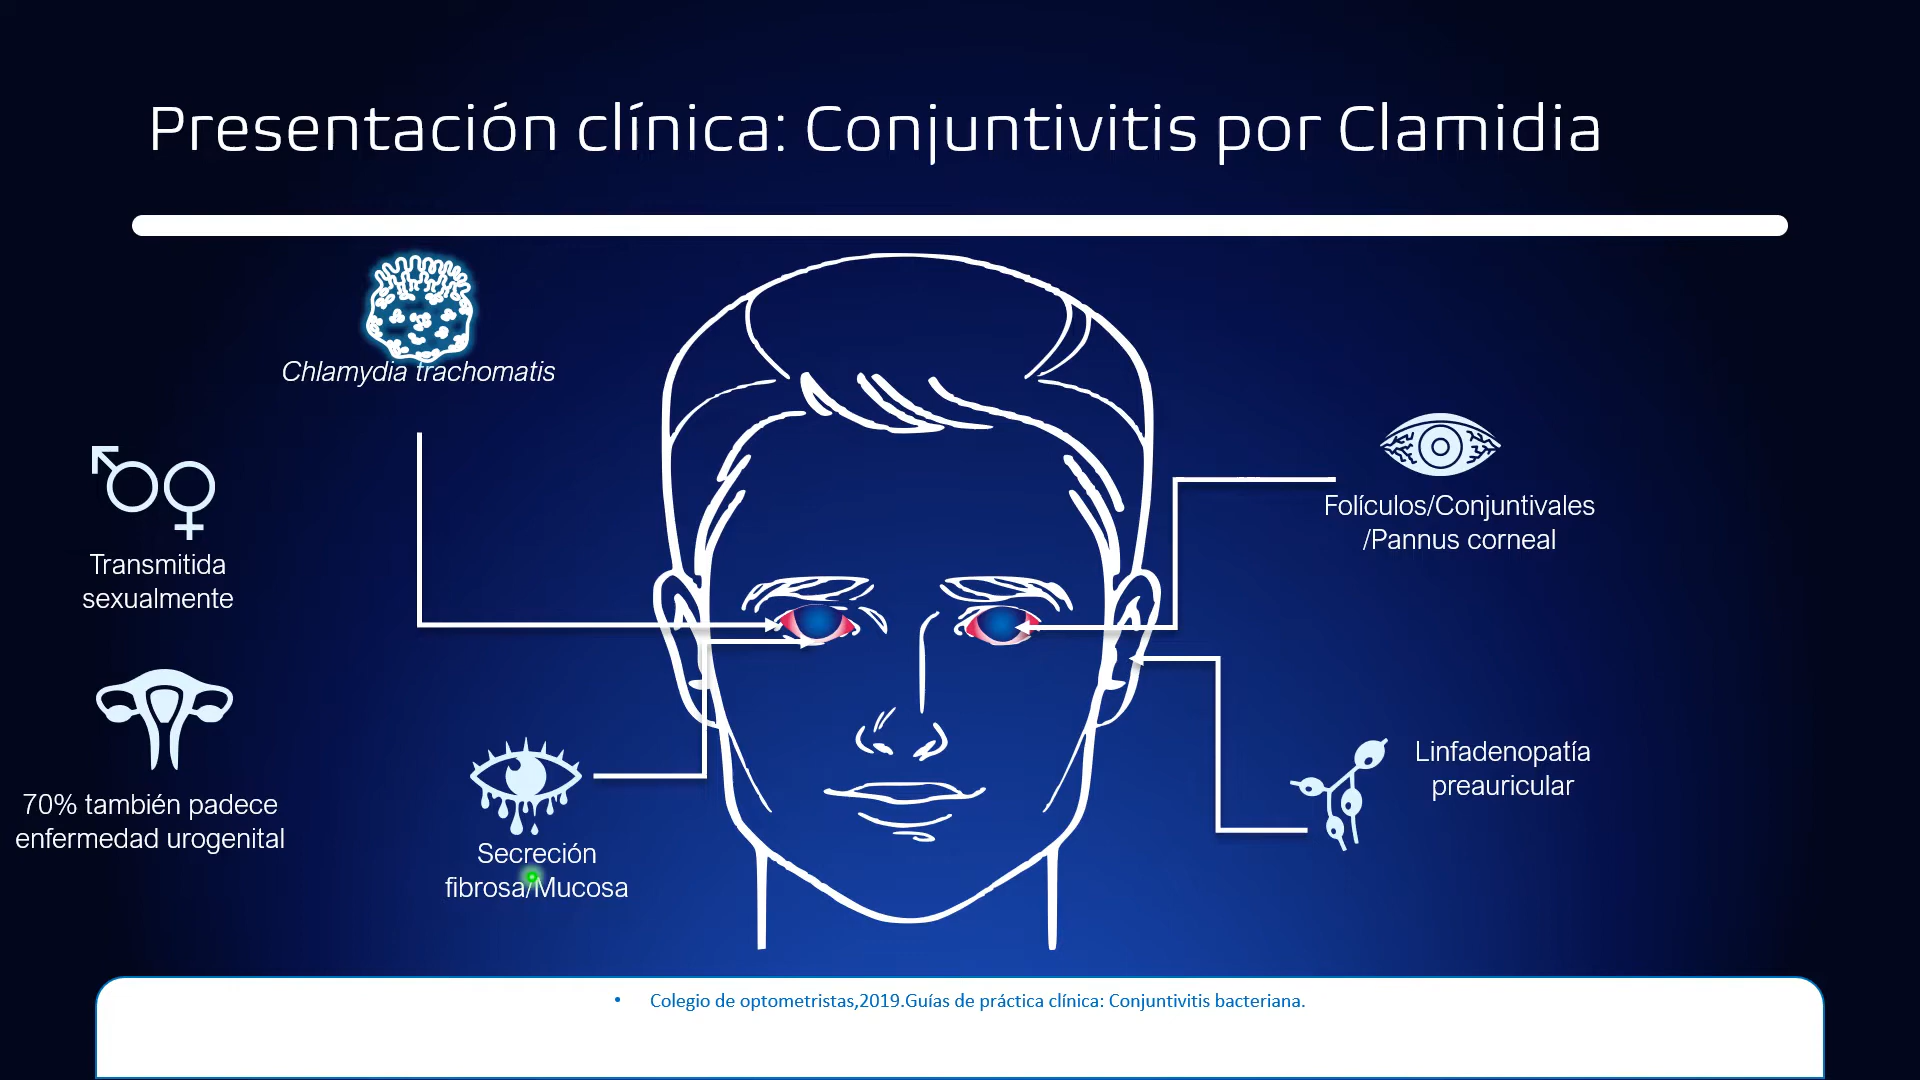 Presentación clínica: Conjuntivitis por Clamidia
Chlamydia trachomatis
Transmitida
sexualmente
70% también padece
enfermedad urogenital
Secreción
fibrosa/Mucosa
Folículos/Conjuntivales
/Pannus corneal
Linfadenopatía
preauricular
• Colegio de optometristas,2019.Guías de práctica clínica: Conjuntivitis bacteriana.